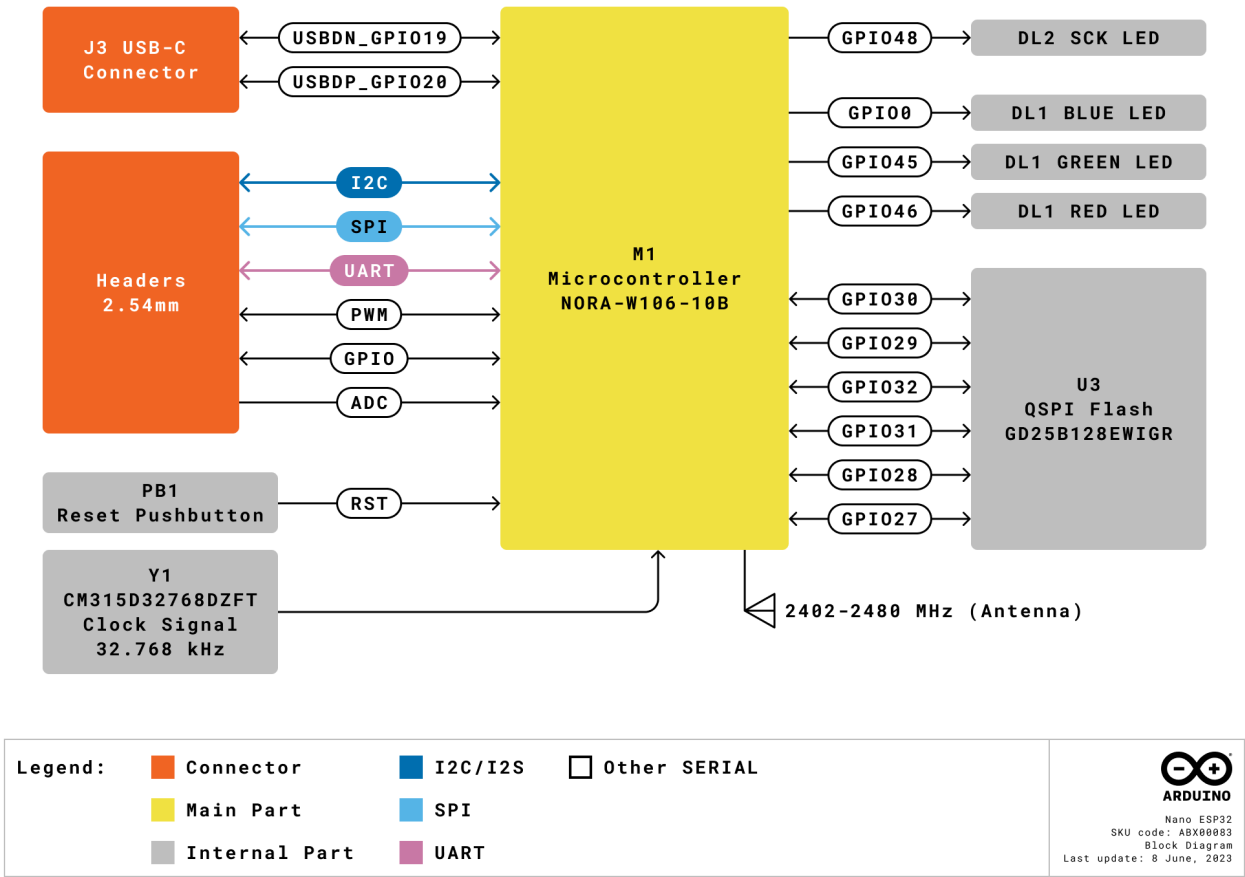 J3 USB-C
Connector
USBDN_GPIO19
USBDP_GPIO20
Headers
2.54mm
I2C
SPI
UART
PWM
GPIO
ADC
PB1
Reset Pushbutton
RST
Y1
CM315D32768DZFT
Clock Signal
32.768 kHz
M1
Microcontroller
NORA-W106-10B
GPIO48
DL2 SCK LED
GPIO0
DL1 BLUE LED
GPIO45
DL1 GREEN LED
GPIO46
DL1 RED LED
GPIO30
GPIO29
GPIO32
GPIO31
GPIO28
GPIO27
U3
QSPI Flash
GD25B128EWIGR
2402-2480 MHz (Antenna)
Legend:
Connector
Main Part
Internal Part
I2C/I2S
SPI
UART
Other SERIAL
ARDUINO
Nano ESP32
SKU code: ABX00083
Block Diagram
Last update: 8 June, 2023